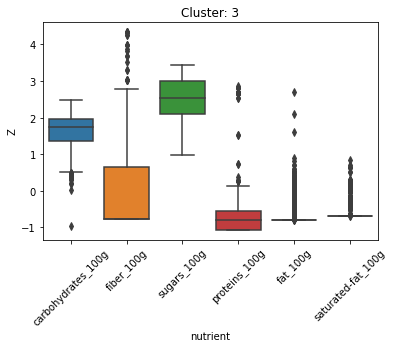 Cluster: 3
Z
4
3
2
1
0
−1
carbohydrates_100g
fiber_100g
sugars_100g
proteins_100g
fat_100g
saturated-fat_100g
nutrient